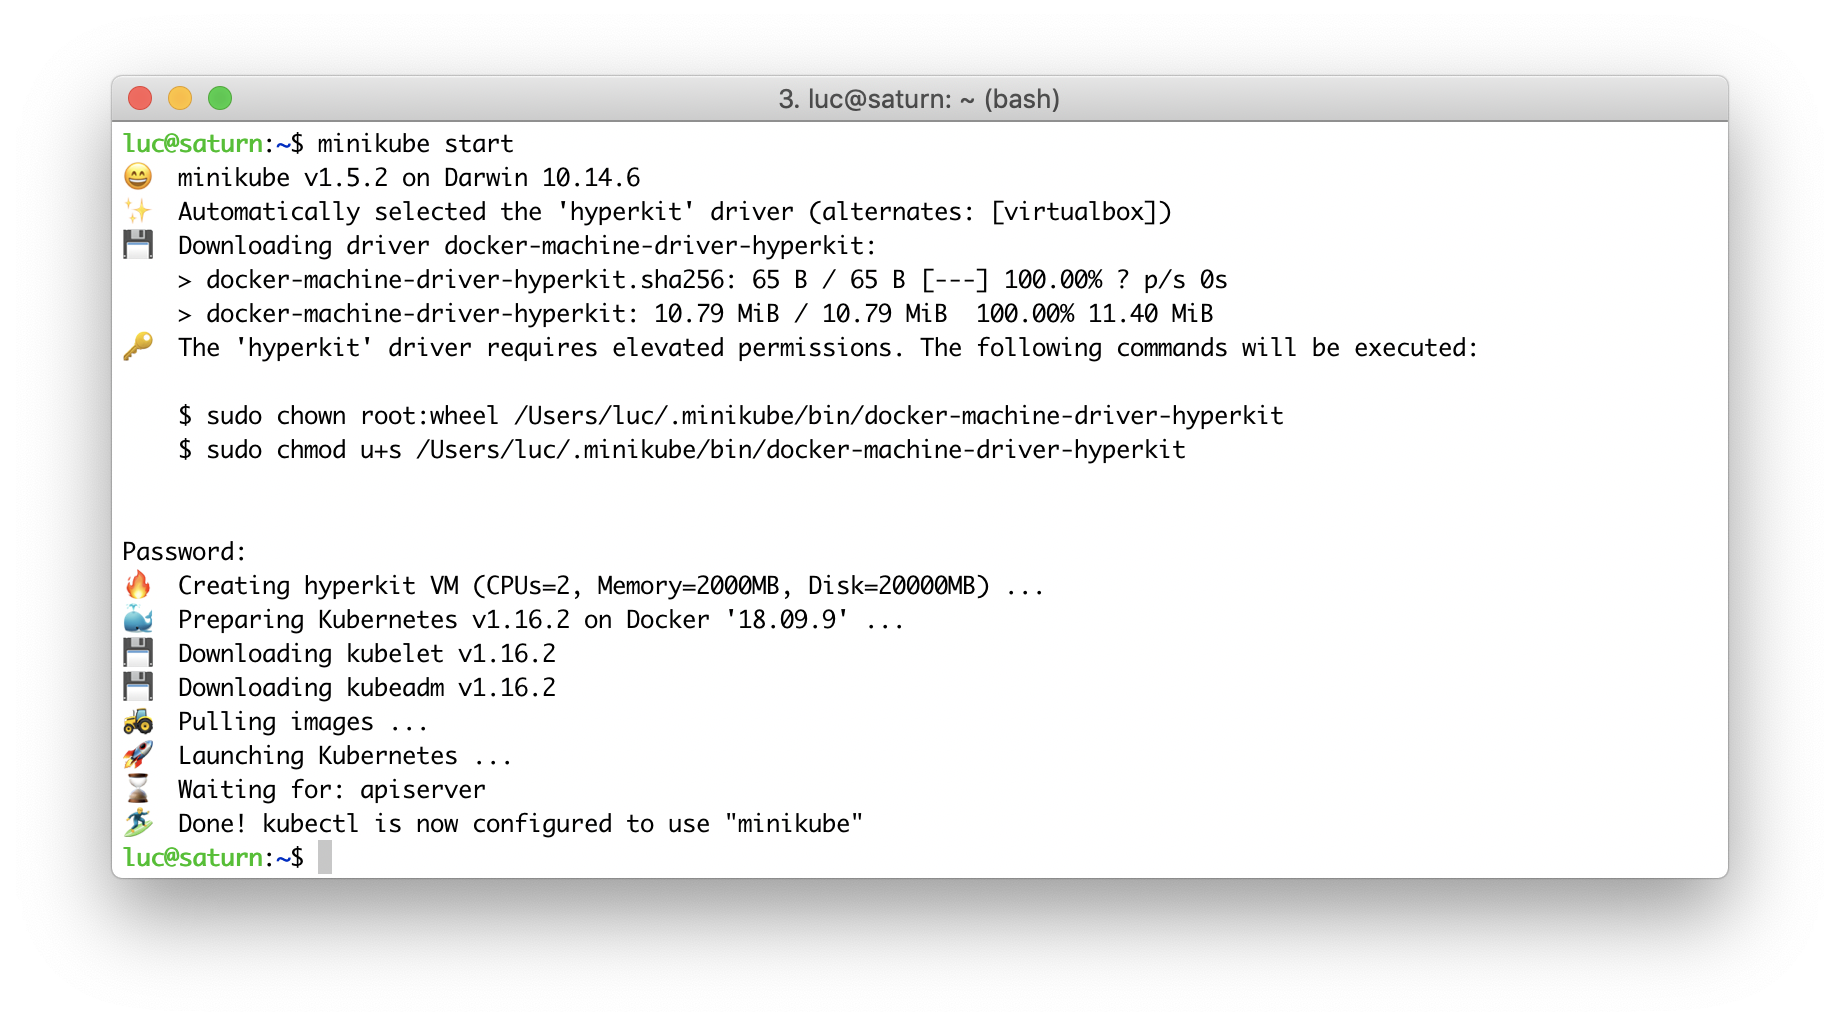 3. luc@saturn: ~ (bash)
luc@saturn:~$ minikube start
😄  minikube v1.5.2 on Darwin 10.14.6
✨  Automatically selected the 'hyperkit' driver (alternates: [virtualbox])
💾  Downloading driver docker-machine-driver-hyperkit:
    > docker-machine-driver-hyperkit.sha256: 65 B / 65 B [---] 100.00% ? p/s 0s
    > docker-machine-driver-hyperkit: 10.79 MiB / 10.79 MiB  100.00% 11.40 MiB
🔑  The 'hyperkit' driver requires elevated permissions. The following commands will be executed:
    $ sudo chown root:wheel /Users/luc/.minikube/bin/docker-machine-driver-hyperkit
    $ sudo chmod u+s /Users/luc/.minikube/bin/docker-machine-driver-hyperkit
Password:
🔥  Creating hyperkit VM (CPUs=2, Memory=2000MB, Disk=20000MB) ...
🐳  Preparing Kubernetes v1.16.2 on Docker '18.09.9' ...
💾  Downloading kubelet v1.16.2
💾  Downloading kubeadm v1.16.2
🚜  Pulling images ...
🚀  Launching Kubernetes ...
⌛  Waiting for: apiserver
🏄  Done! kubectl is now configured to use "minikube"
luc@saturn:~$